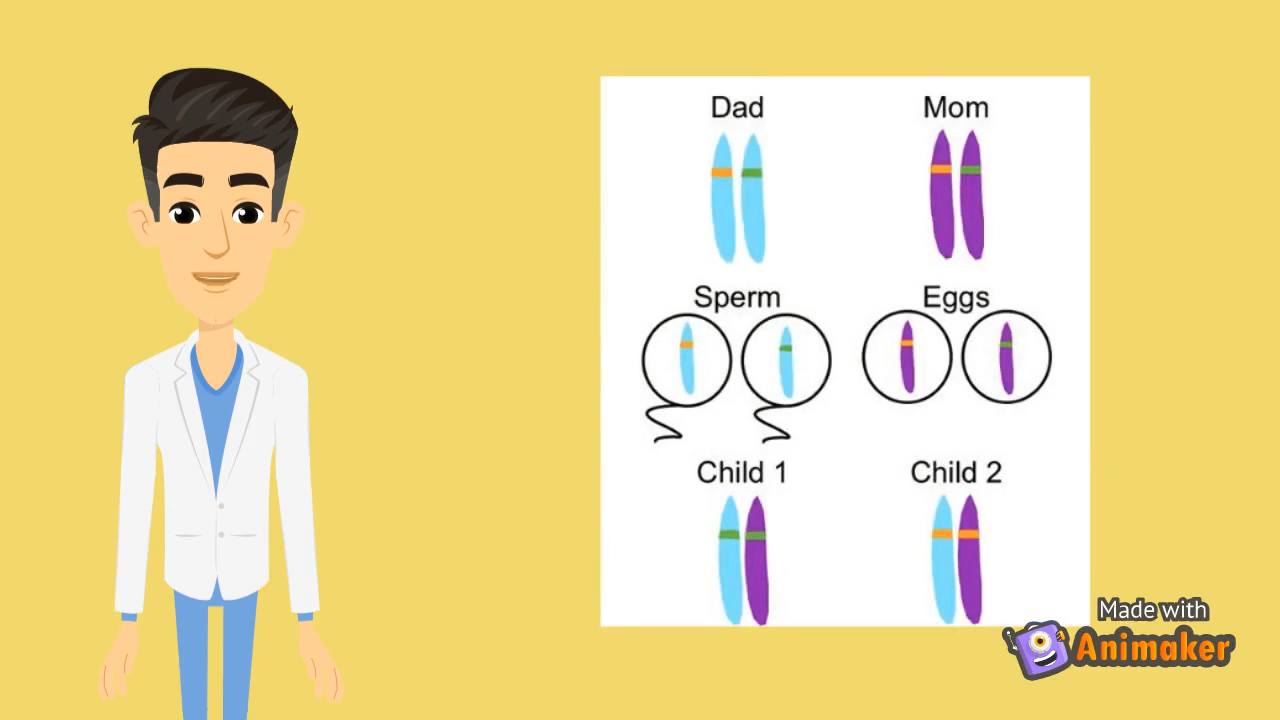 Dad
Mom
Sperm
Eggs
Child 1
Child 2
Made with
Animaker